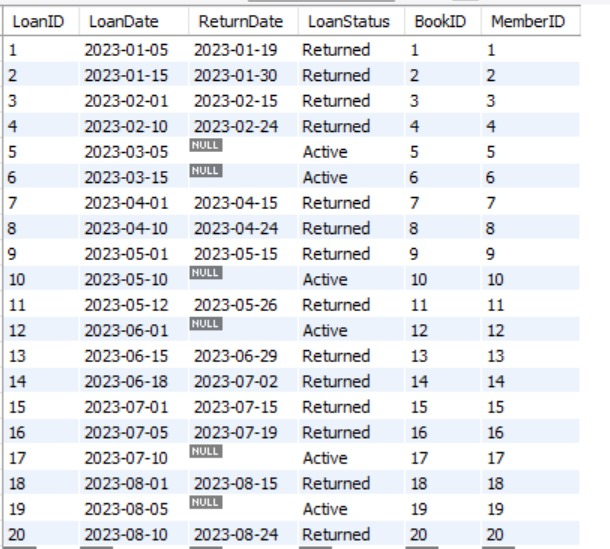 LoanID LoanDate ReturnDate LoanStatus BookID MemberID
1 2023-01-05 2023-01-19 Returned 1 1
2 2023-01-15 2023-01-30 Returned 2 2
3 2023-02-01 2023-02-15 Returned 3 3
4 2023-02-10 2023-02-24 Returned 4 4
5 2023-03-05 NULL Active 5 5
6 2023-03-15 NULL Active 6 6
7 2023-04-01 2023-04-15 Returned 7 7
8 2023-04-10 2023-04-24 Returned 8 8
9 2023-05-01 2023-05-15 Returned 9 9
10 2023-05-10 NULL Active 10 10
11 2023-05-12 2023-05-26 Returned 11 11
12 2023-06-01 NULL Active 12 12
13 2023-06-15 2023-06-29 Returned 13 13
14 2023-06-18 2023-07-02 Returned 14 14
15 2023-07-01 2023-07-15 Returned 15 15
16 2023-07-05 2023-07-19 Returned 16 16
17 2023-07-10 NULL Active 17 17
18 2023-08-01 2023-08-15 Returned 18 18
19 2023-08-05 NULL Active 19 19
20 2023-08-10 2023-08-24 Returned 20 20